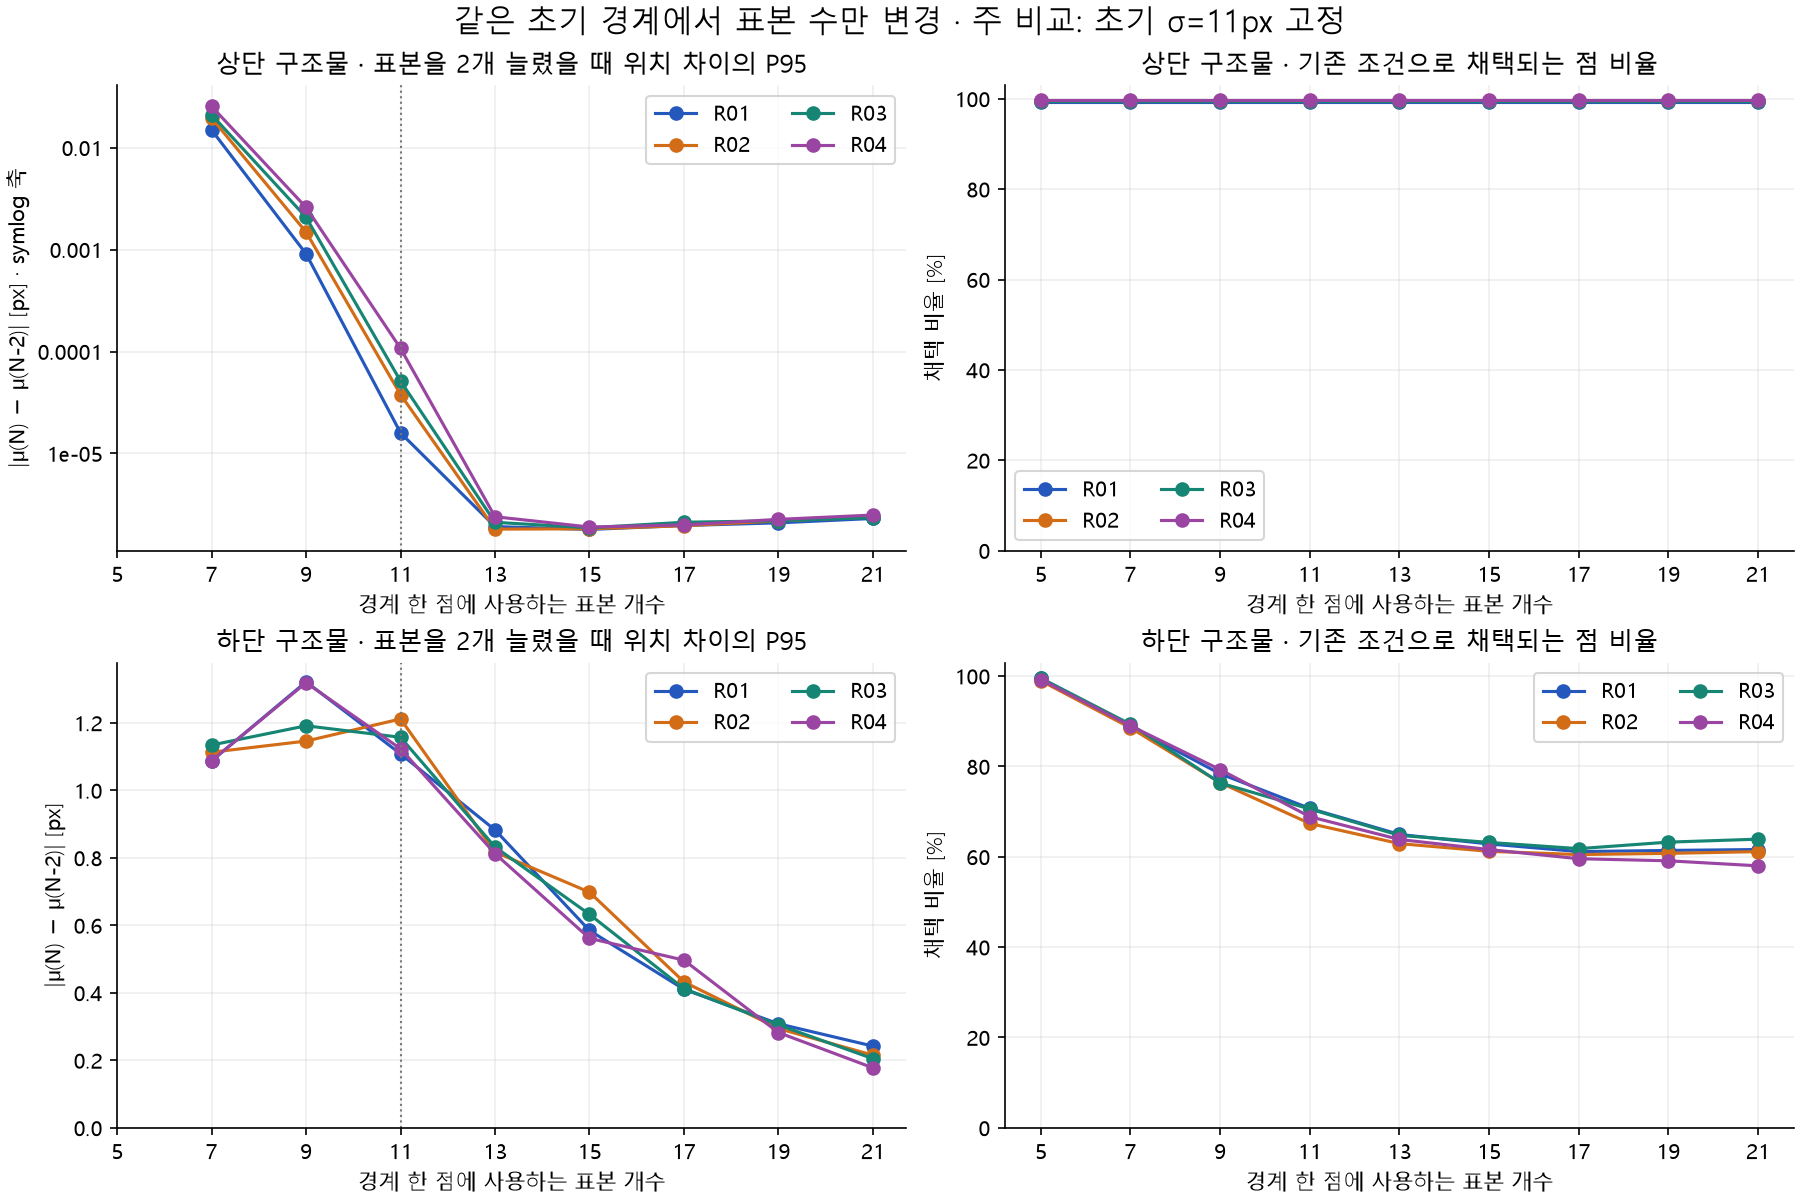 같은 초기 경계에서 표본 수만 변경 · 주 비교: 초기 σ=11px 고정
상단 구조물 · 표본을 2개 늘렸을 때 위치 차이의 P95
|μ(N) − μ(N-2)| [px] · symlog 축
0.01
0.001
0.0001
1e-05
R01
R02
R03
R04
5 7 9 11 13 15 17 19 21
경계 한 점에 사용하는 표본 개수
상단 구조물 · 기존 조건으로 채택되는 점 비율
채택 비율 [%]
100
80
60
40
20
0
R01
R02
R03
R04
5 7 9 11 13 15 17 19 21
경계 한 점에 사용하는 표본 개수
하단 구조물 · 표본을 2개 늘렸을 때 위치 차이의 P95
|μ(N) − μ(N-2)| [px]
1.2
1.0
0.8
0.6
0.4
0.2
0.0
R01
R02
R03
R04
5 7 9 11 13 15 17 19 21
경계 한 점에 사용하는 표본 개수
하단 구조물 · 기존 조건으로 채택되는 점 비율
채택 비율 [%]
100
80
60
40
20
0
R01
R02
R03
R04
5 7 9 11 13 15 17 19 21
경계 한 점에 사용하는 표본 개수